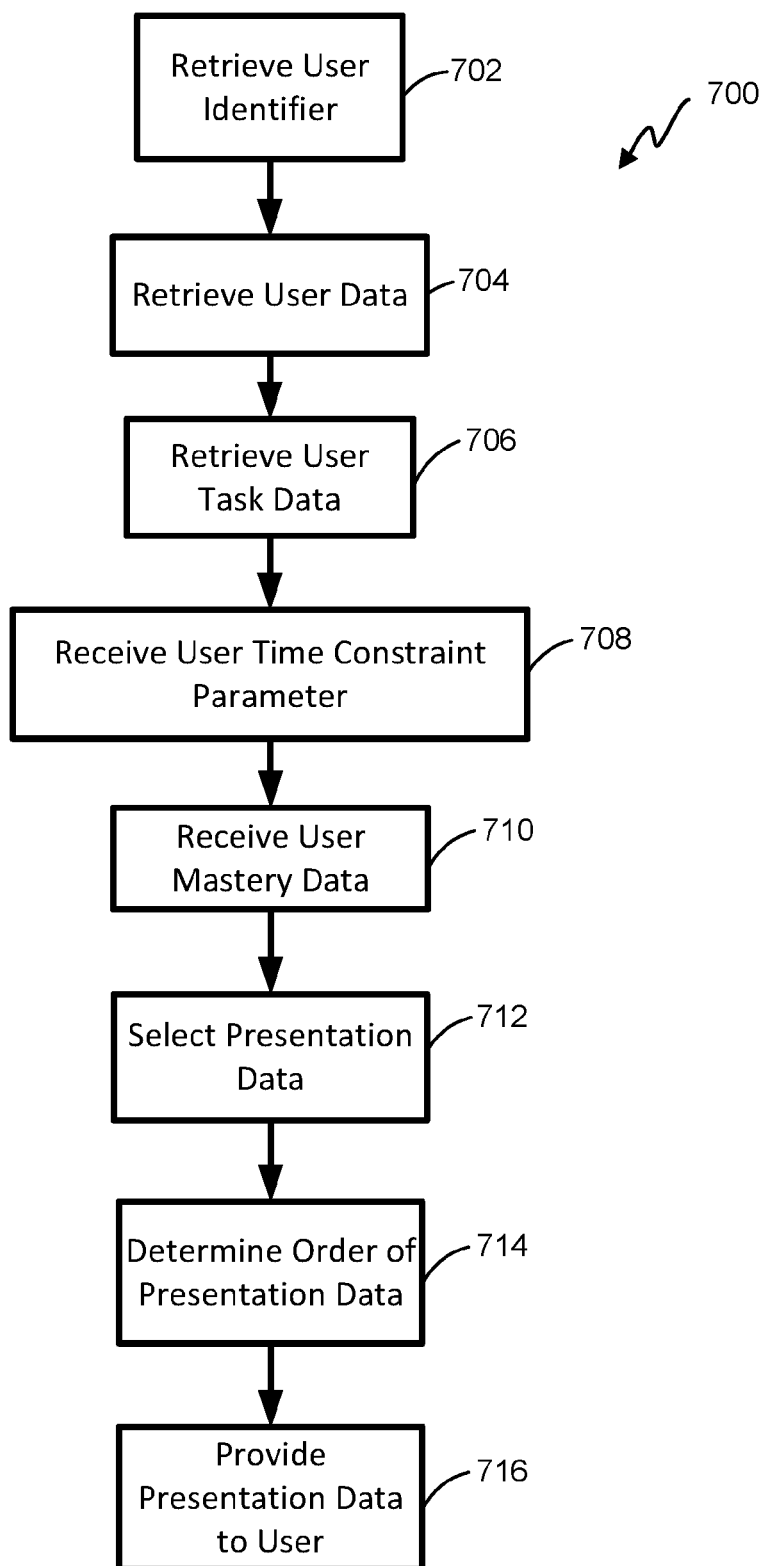 Retrieve User
Identifier
702
700
Retrieve User Data
704
Retrieve User
Task Data
706
Receive User Time Constraint
Parameter
708
Receive User
Mastery Data
710
Select Presentation
Data
712
Determine Order of
Presentation Data
714
Provide
Presentation Data
to User
716